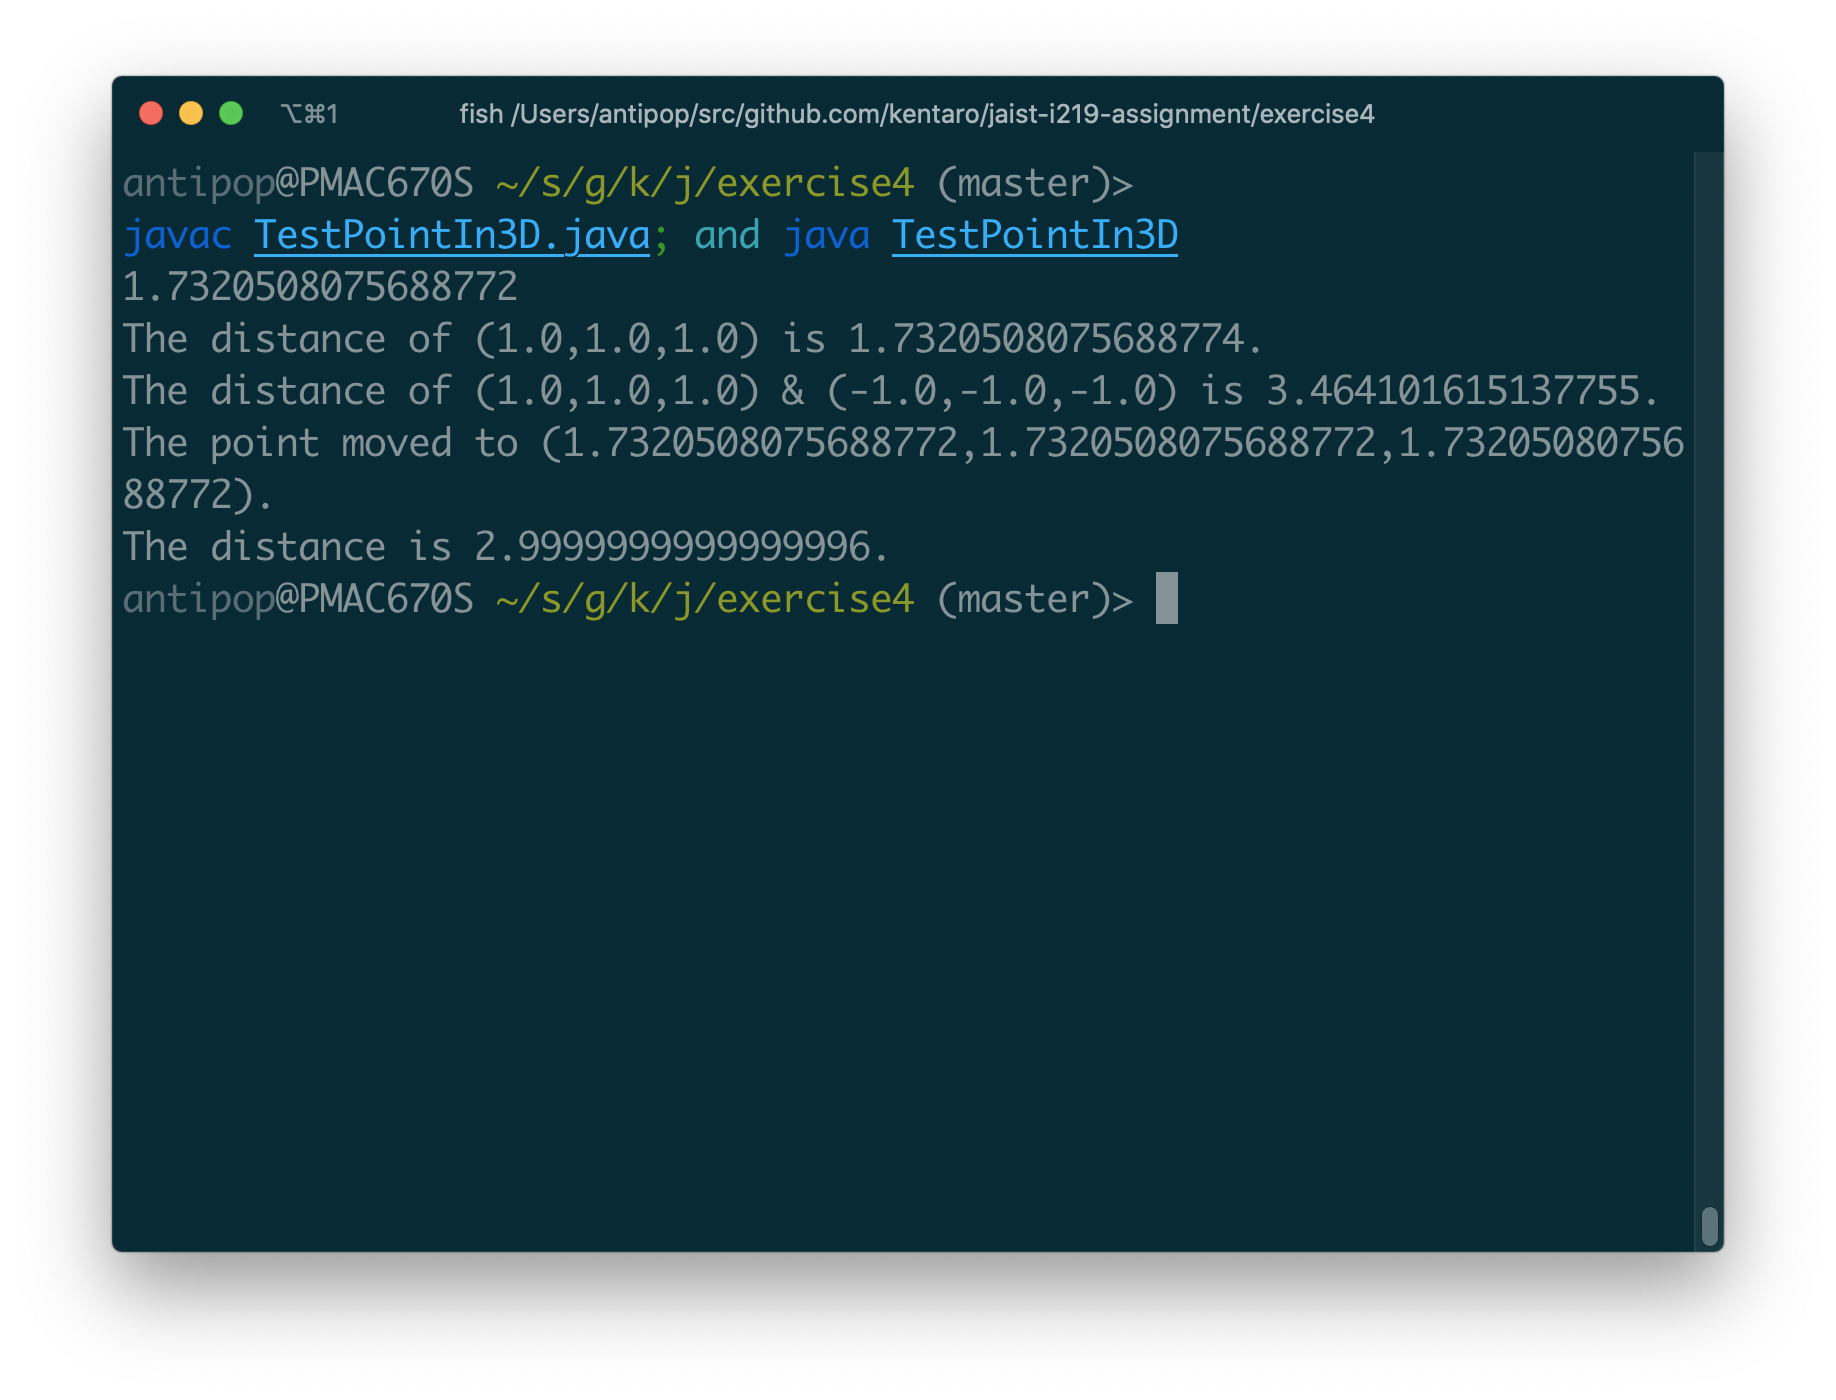 ⌥⌘1 fish /Users/antipop/src/github.com/kentaro/jaist-i219-assignment/exercise4
antipop@PMAC670S ~/s/g/k/j/exercise4 (master)>
javac TestPointIn3D.java; and java TestPointIn3D
1.7320508075688772
The distance of (1.0,1.0,1.0) is 1.7320508075688774.
The distance of (1.0,1.0,1.0) & (-1.0,-1.0,-1.0) is 3.464101615137755.
The point moved to (1.7320508075688772,1.7320508075688772,1.73205080756
88772).
The distance is 2.9999999999999996.
antipop@PMAC670S ~/s/g/k/j/exercise4 (master)>